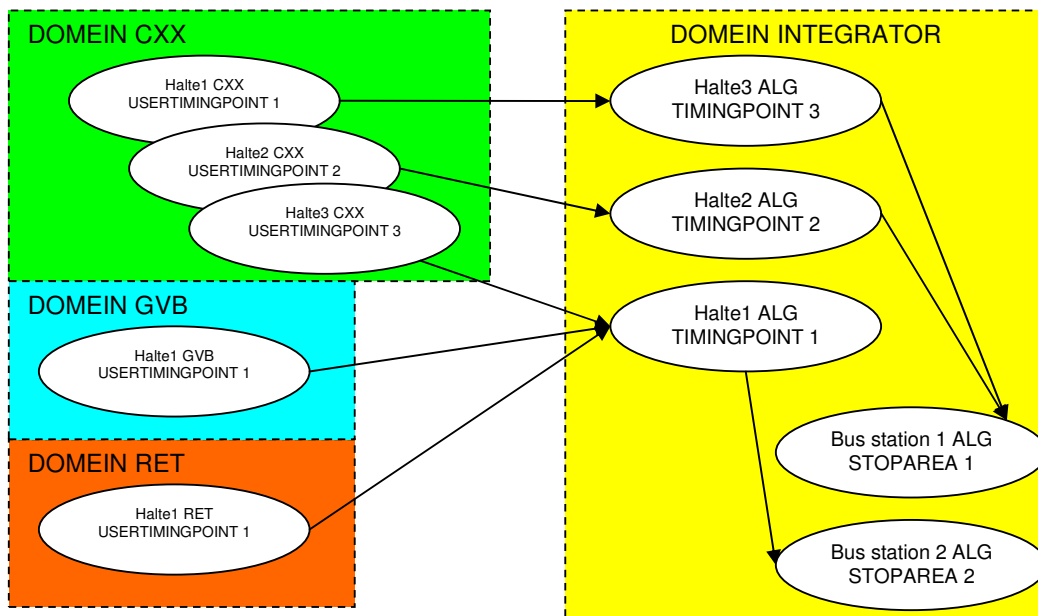 DOMEIN CXX
Halte1 CXX
USERTIMINGPOINT 1
Halte2 CXX
USERTIMINGPOINT 2
Halte3 CXX
USERTIMINGPOINT 3
DOMEIN GVB
Halte1 GVB
USERTIMINGPOINT 1
DOMEIN RET
Halte1 RET
USERTIMINGPOINT 1
DOMEIN INTEGRATOR
Halte3 ALG
TIMINGPOINT 3
Halte2 ALG
TIMINGPOINT 2
Halte1 ALG
TIMINGPOINT 1
Bus station 1 ALG
STOPAREA 1
Bus station 2 ALG
STOPAREA 2